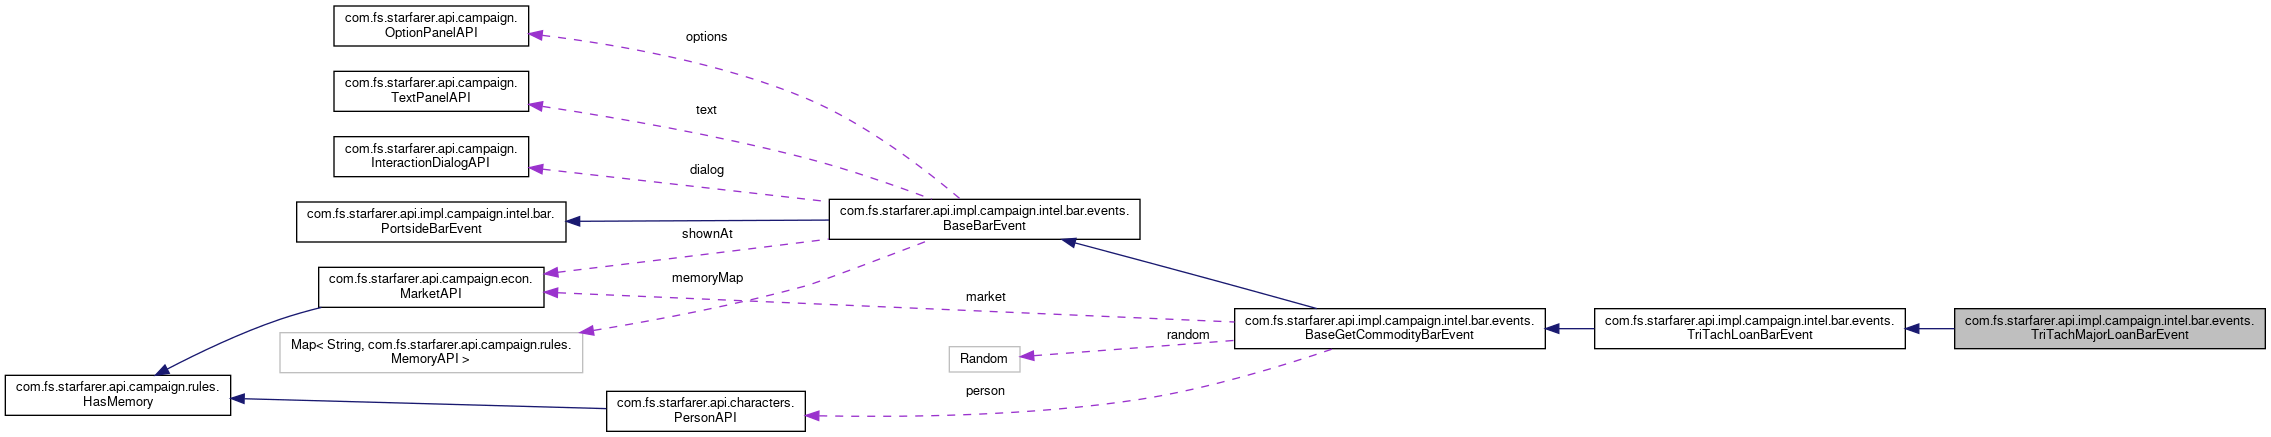 com.fs.starfarer.api.campaign.
OptionPanelAPI
options
com.fs.starfarer.api.campaign.
TextPanelAPI
text
com.fs.starfarer.api.campaign.
InteractionDialogAPI
dialog
com.fs.starfarer.api.impl.campaign.intel.bar.
PortsideBarEvent
com.fs.starfarer.api.impl.campaign.intel.bar.events.
BaseBarEvent
shownAt
com.fs.starfarer.api.campaign.econ.
MarketAPI
memoryMap
market
com.fs.starfarer.api.impl.campaign.intel.bar.events.
BaseGetCommodityBarEvent
com.fs.starfarer.api.impl.campaign.intel.bar.events.
TriTachLoanBarEvent
com.fs.starfarer.api.impl.campaign.intel.bar.events.
TriTachMajorLoanBarEvent
Map< String, com.fs.starfarer.api.campaign.rules.
MemoryAPI >
Random
random
com.fs.starfarer.api.campaign.rules.
HasMemory
com.fs.starfarer.api.characters.
PersonAPI
person